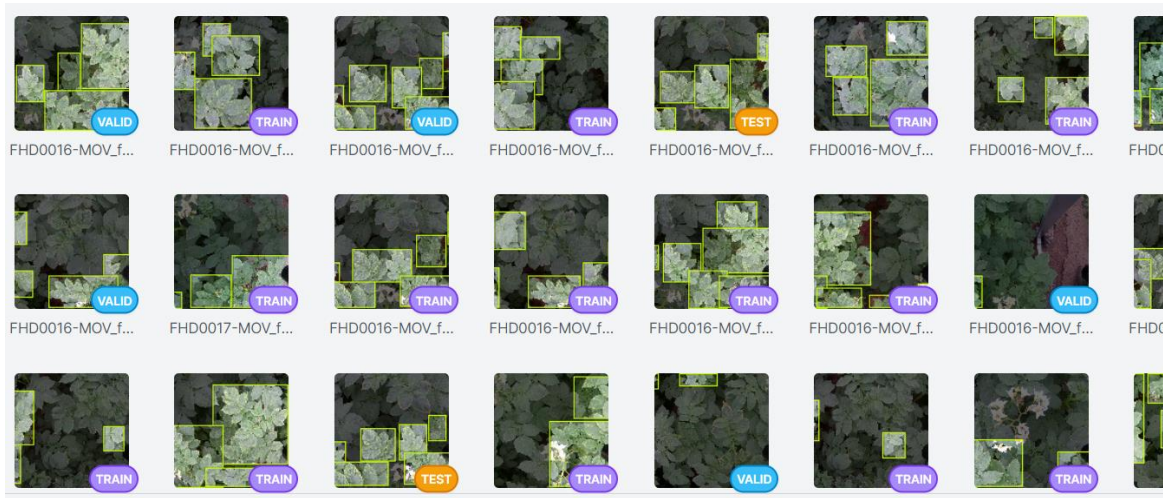 VALID TRAIN VALID TRAIN TEST TRAIN TRAIN
FHD0016-MOV_f... FHD0016-MOV_f... FHD0016-MOV_f... FHD0016-MOV_f... FHD0016-MOV_f... FHD0016-MOV_f... FHD0016-MOV_f... FHD0
VALID TRAIN TRAIN TRAIN TRAIN TRAIN VALID
FHD0016-MOV_f... FHD0017-MOV_f... FHD0016-MOV_f... FHD0016-MOV_f... FHD0016-MOV_f... FHD0016-MOV_f... FHD0016-MOV_f... FHD0
TRAIN TRAIN TEST TRAIN VALID TRAIN TRAIN